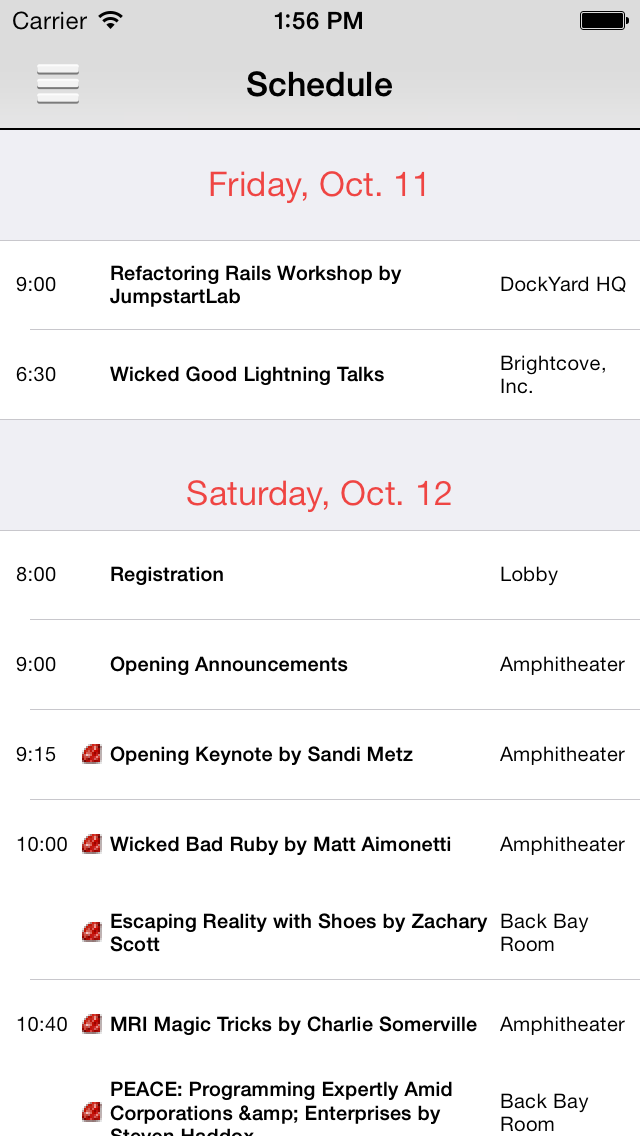 Carrier 1:56 PM
Schedule
Friday, Oct. 11
9:00 Refactoring Rails Workshop by JumpstartLab DockYard HQ
6:30 Wicked Good Lightning Talks Brightcove, Inc.
Saturday, Oct. 12
8:00 Registration Lobby
9:00 Opening Announcements Amphitheater
9:15 Opening Keynote by Sandi Metz Amphitheater
10:00 Wicked Bad Ruby by Matt Aimonetti Amphitheater
Escaping Reality with Shoes by Zachary Scott Back Bay Room
10:40 MRI Magic Tricks by Charlie Somerville Amphitheater
PEACE: Programming Expertly Amid Corporations &amp; Enterprises by Steven Haddox Back Bay Room